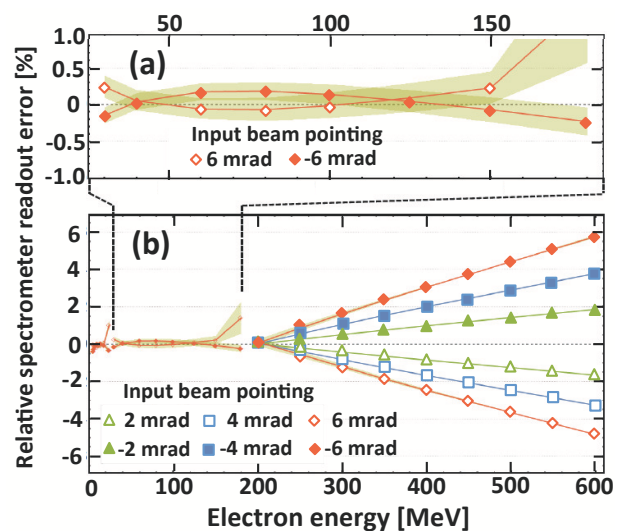 50 100 150
1.0
(a)
0.5
0
-0.5
-1.0
Input beam pointing
6 mrad -6 mrad
Relative spectrometer readout error) [%]
(b)
6
4
2
0
-2
-4
-6
Input beam pointing
2 mrad 4 mrad 6 mrad
-2 mrad -4 mrad -6 mrad
0 100 200 300 400 500 600
Electron energy [MeV]